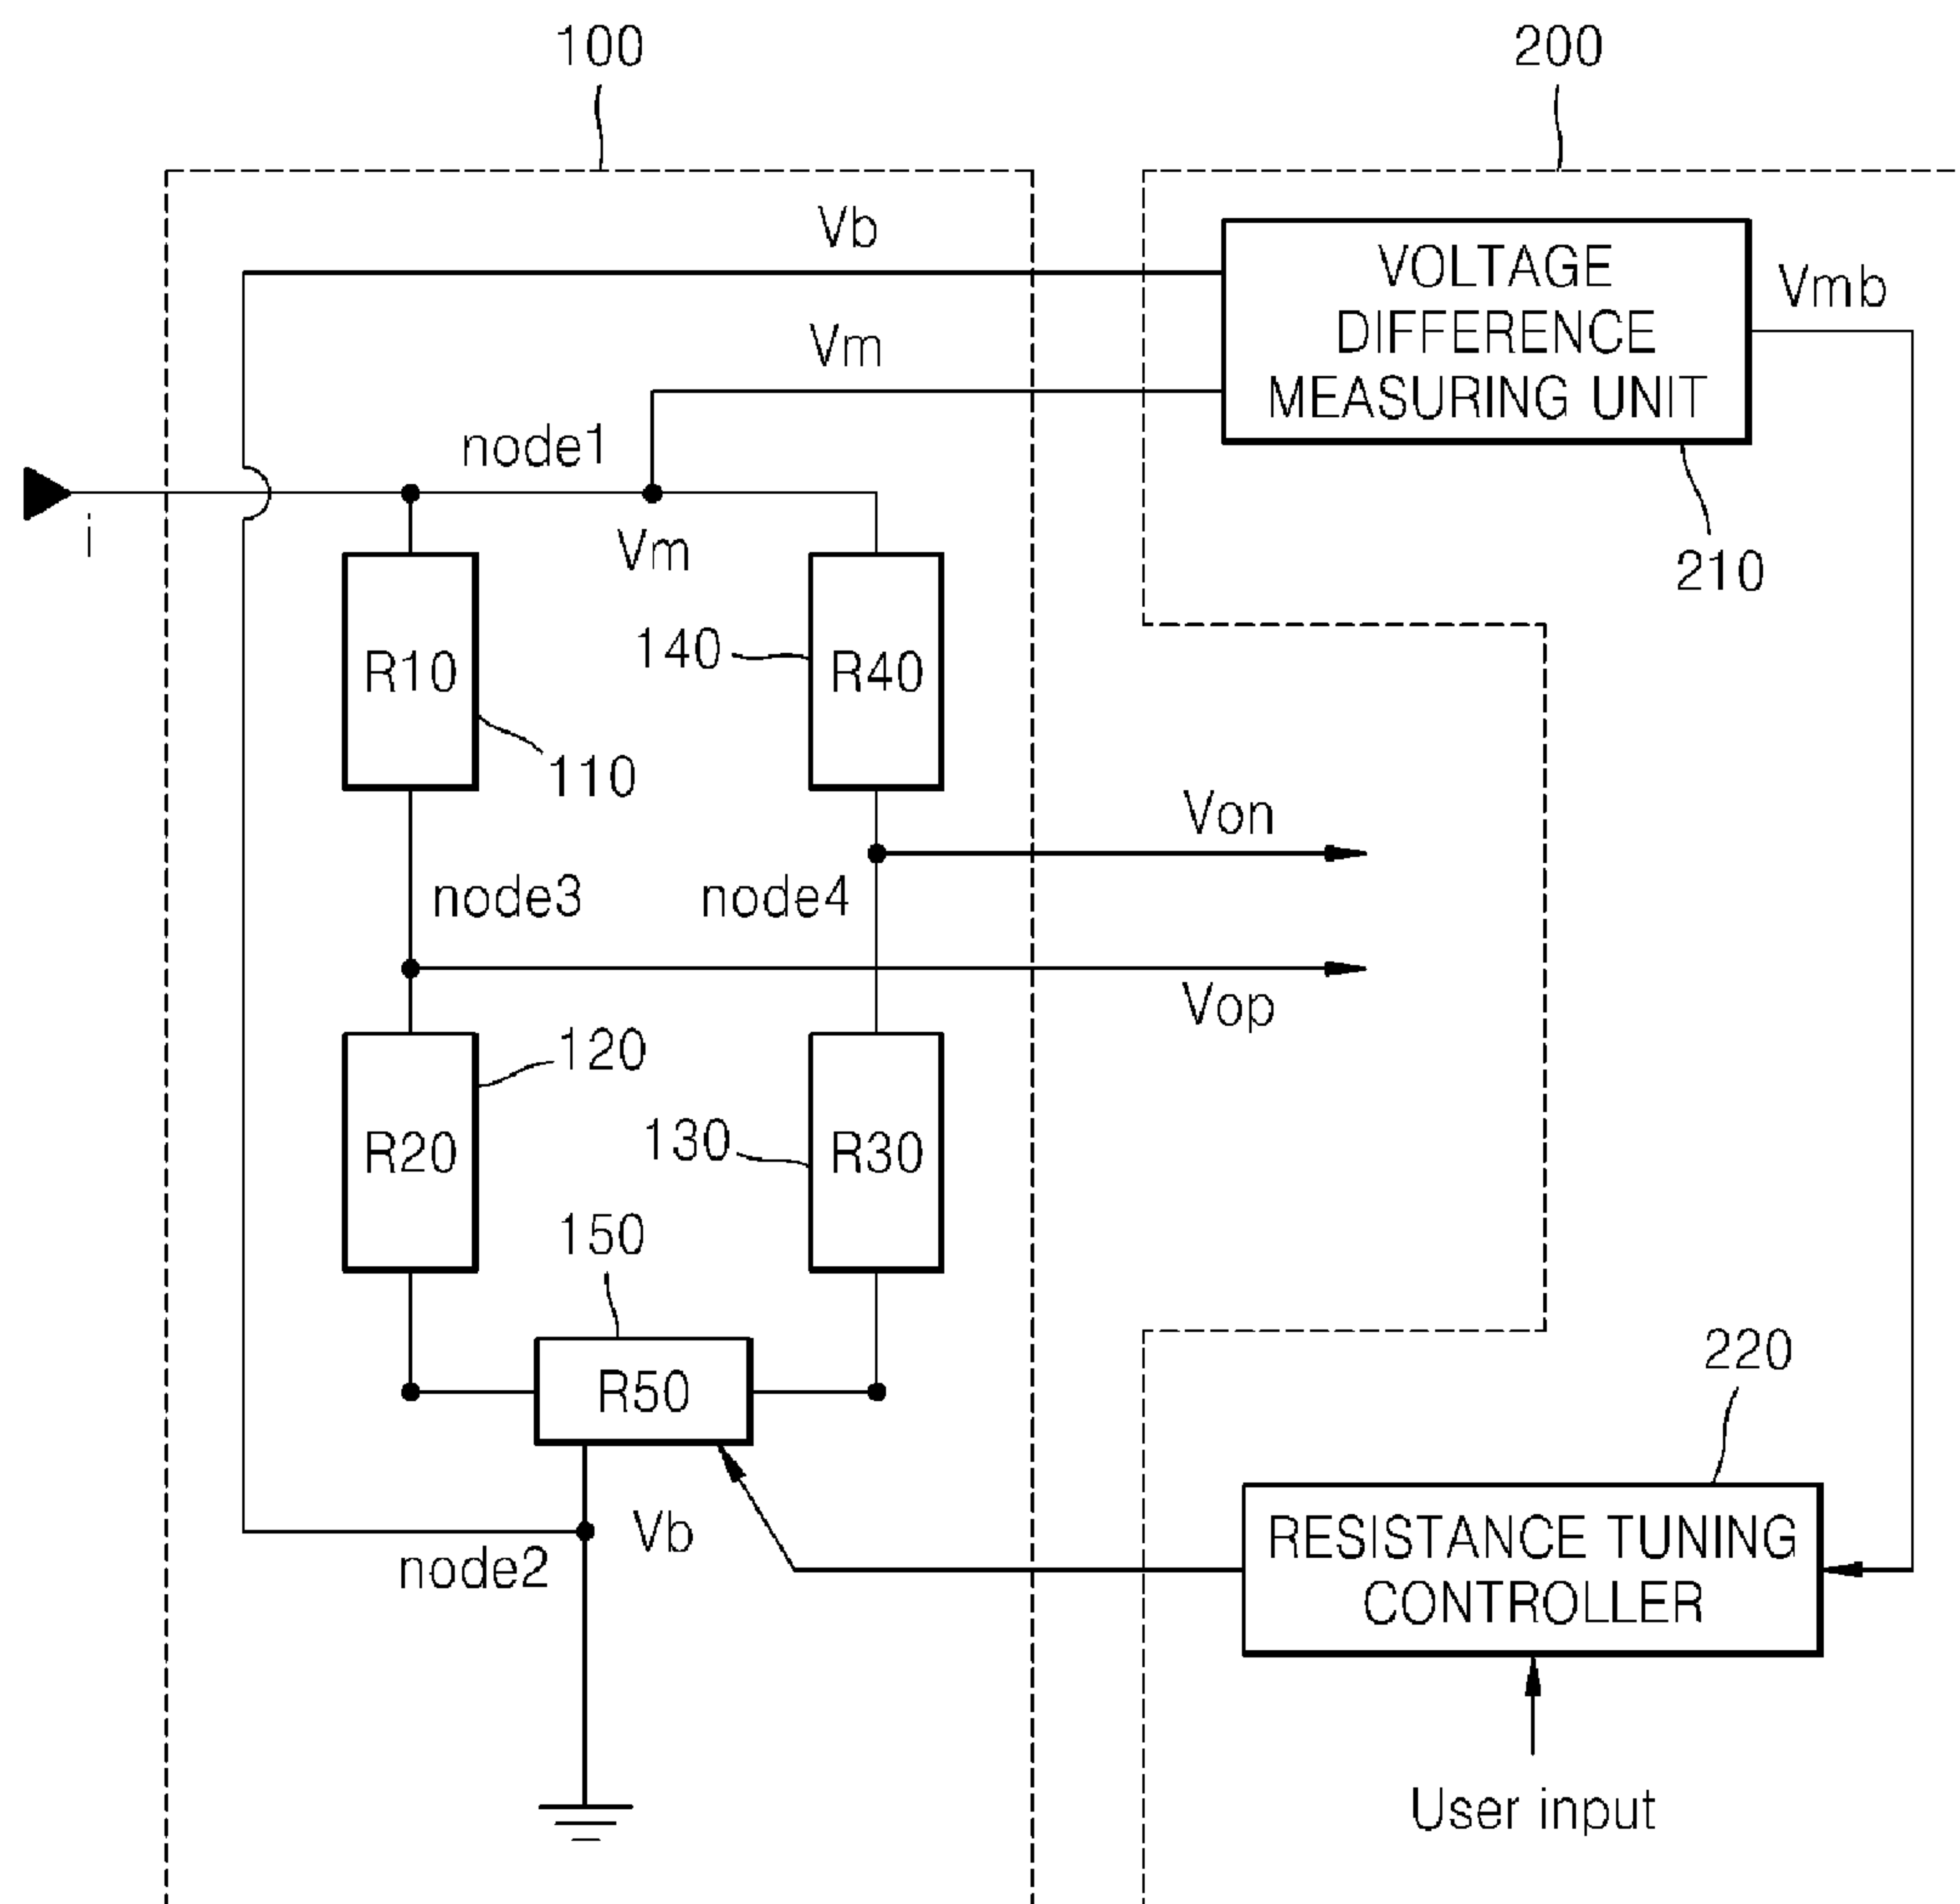 100
200
Vb
VOLTAGE
DIFFERENCE
MEASURING UNIT
Vmb
Vm
node1
i
Vm
210
R10
140
R40
110
Von
node3
node4
Vop
120
R20
130
R30
150
R50
220
Vb
node2
RESISTANCE TUNING
CONTROLLER
User input